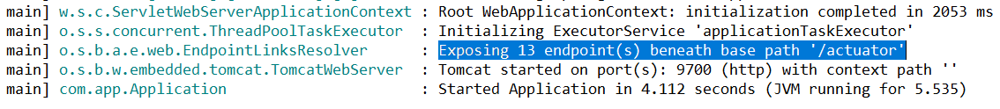 main] w.s.c.ServletWebServerApplicationContext : Root WebApplicationContext: initialization completed in 2053 ms
main] o.s.s.concurrent.ThreadPoolTaskExecutor : Initializing ExecutorService 'applicationTaskExecutor'
main] o.s.b.a.e.web.EndpointLinksResolver : Exposing 13 endpoint(s) beneath base path '/actuator'
main] o.s.b.w.embedded.tomcat.TomcatWebServer : Tomcat started on port(s): 9700 (http) with context path ''
main] com.app.Application : Started Application in 4.112 seconds (JVM running for 5.535)